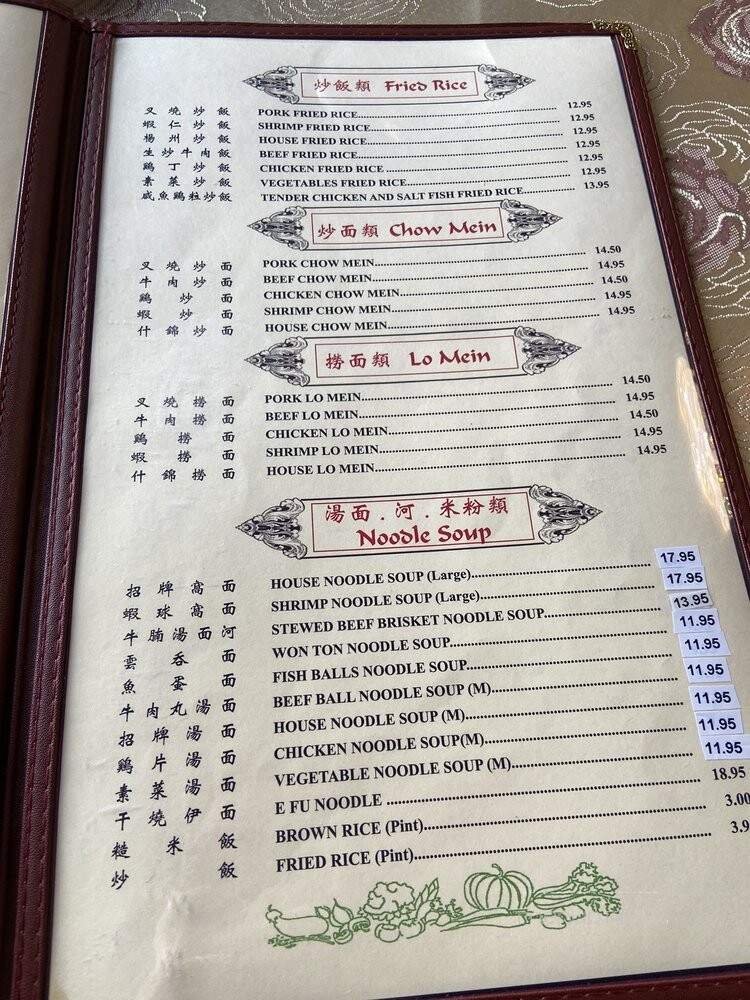 炒飯類 Fried Rice
叉燒炒飯 PORK FRIED RICE 12.95
蝦仁炒飯 SHRIMP FRIED RICE 12.95
楊州炒飯 HOUSE FRIED RICE 12.95
生炒牛肉飯 BEEF FRIED RICE 12.95
鷄丁炒飯 CHICKEN FRIED RICE 12.95
素菜炒飯 VEGETABLES FRIED RICE 12.95
咸魚鷄粒炒飯 TENDER CHICKEN AND SALT FISH FRIED RICE 13.95
炒面類 Chow Mein
叉燒炒面 PORK CHOW MEIN 14.50
牛肉炒面 BEEF CHOW MEIN 14.95
鷄炒面 CHICKEN CHOW MEIN 14.50
蝦炒面 SHRIMP CHOW MEIN 14.95
什錦炒面 HOUSE CHOW MEIN 14.95
撈面類 Lo Mein
叉燒撈面 PORK LO MEIN 14.50
牛肉撈面 BEEF LO MEIN 14.95
鷄撈面 CHICKEN LO MEIN 14.50
蝦撈面 SHRIMP LO MEIN 14.95
什錦撈面 HOUSE LO MEIN 14.95
湯面.河.米粉類
Noodle Soup
招牌窩面 HOUSE NOODLE SOUP (Large) 17.95
蝦球窩面 SHRIMP NOODLE SOUP (Large) 17.95
牛腩湯面河 STEWED BEEF BRISKET NOODLE SOUP 13.95
雲吞面 WON TON NOODLE SOUP 11.95
魚蛋面 FISH BALLS NOODLE SOUP 11.95
牛肉丸湯面 BEEF BALL NOODLE SOUP (M) 11.95
招牌湯面 HOUSE NOODLE SOUP (M) 11.95
鷄片湯面 CHICKEN NOODLE SOUP(M) 11.95
素菜湯面 VEGETABLE NOODLE SOUP (M) 11.95
干燒伊面 E FU NOODLE 18.95
糙米飯 BROWN RICE (Pint) 3.00
炒飯 FRIED RICE (Pint) 3.9